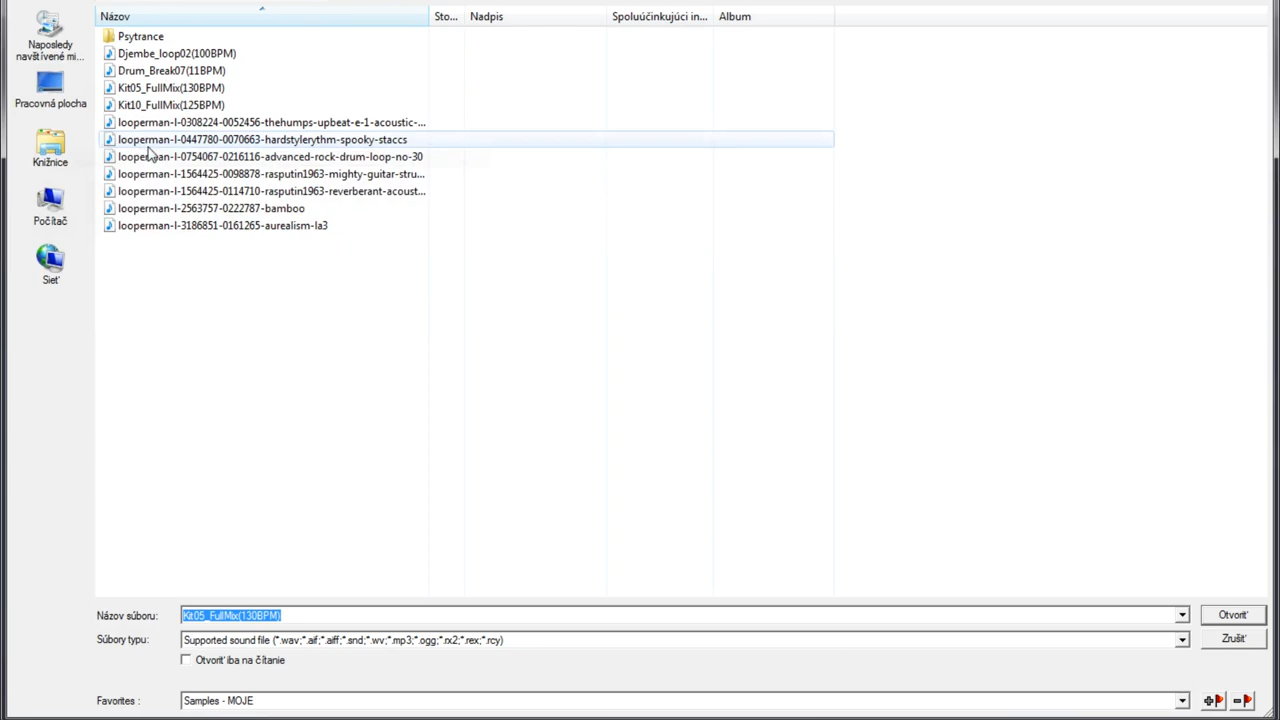 Názov
Sto...
Nadpis
Spoluúčinkujúci in...
Album
Naposledy
navštívené mi...
Pracovná plocha
Knižnice
Počítač
Sieť
Psytrance
Djembe_loop02(100BPM)
Drum_Break07(11BPM)
Kit05_FullMix(130BPM)
Kit10_FullMix(125BPM)
looperman-l-0308224-0052456-thehumps-upbeat-e-1-acoustic-...
looperman-l-0447780-0070663-hardstylerythm-spooky-staccs
looperman-l-0754067-0216116-advanced-rock-drum-loop-no-30
looperman-l-1564425-0098878-rasputin1963-mighty-guitar-stru...
looperman-l-1564425-0114710-rasputin1963-reverberant-acoust...
looperman-l-2563757-0222787-bamboo
looperman-l-3186851-0161265-aurealism-la3
Názov súboru:
Kit05_FullMix(130BPM)
Otvoriť
Súbory typu:
Supported sound file (*.wav;*.aif;*.aiff;*.snd;*.wv;*.mp3;*.ogg;*.rx2;*.rex;*.rcy)
Zrušiť
Otvoriť iba na čítanie
Favorites :
Samples - MOJE